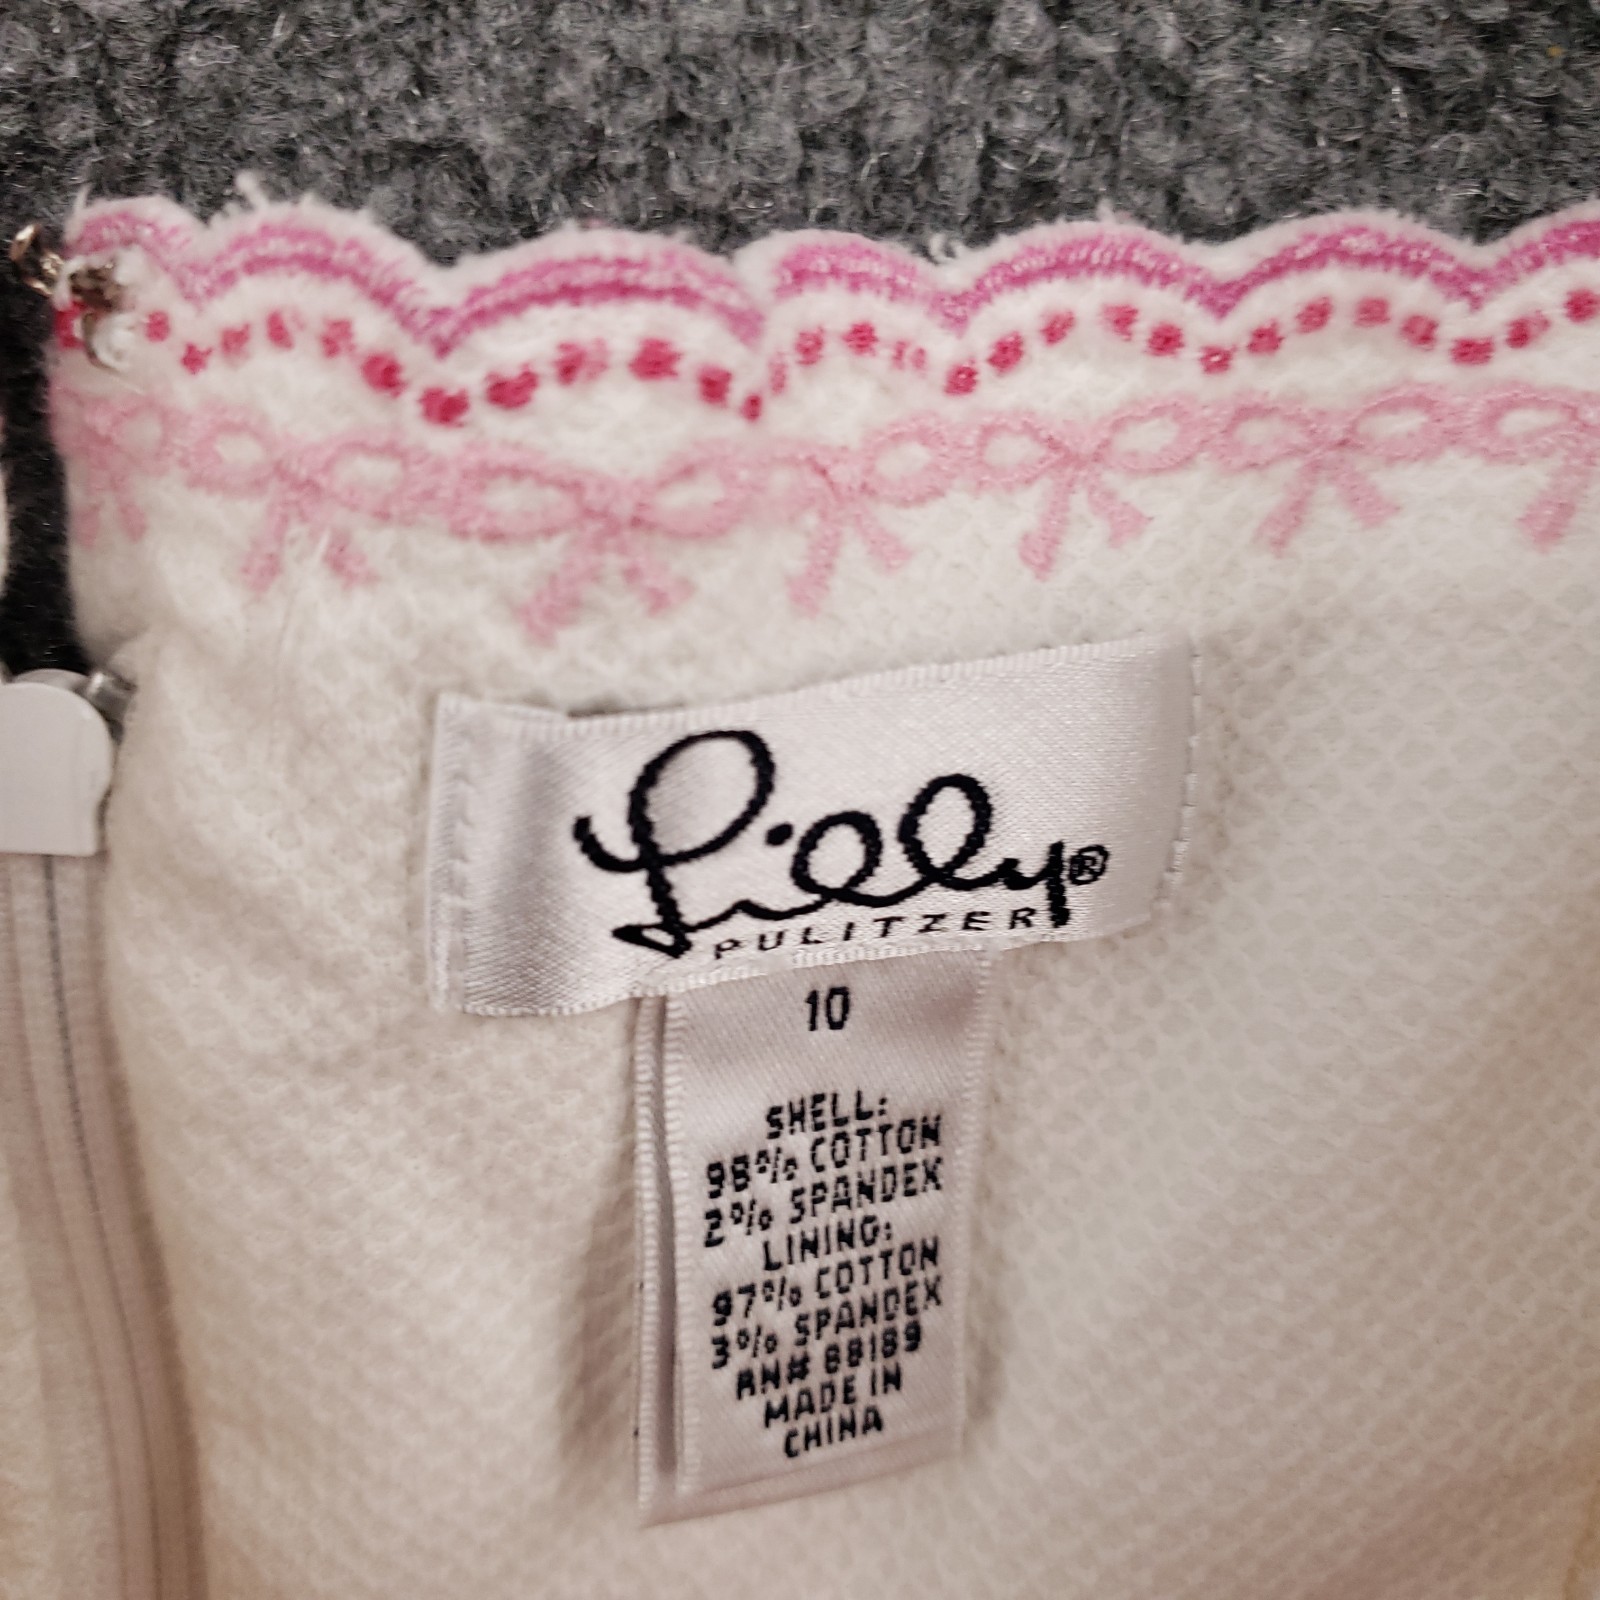 Lilly®
PULITZER
10
SHELL:
98% COTTON
2% SPANDEX
LINING:
97% COTTON
3% SPANDEX
RN# 88189
MADE IN
CHINA